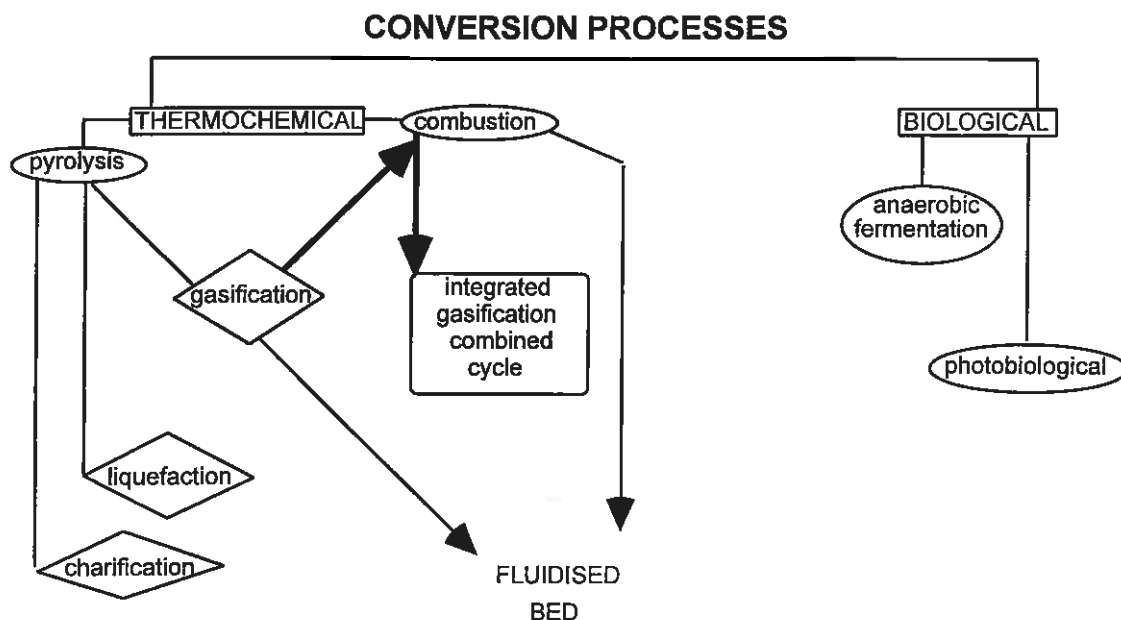 CONVERSION PROCESSES
THERMOCHEMICAL
combustion
BIOLOGICAL
pyrolysis
anaerobic
fermentation
gasification
integrated
gasification
combined
cycle
photobiological
liquefaction
charification
FLUIDISED
BED